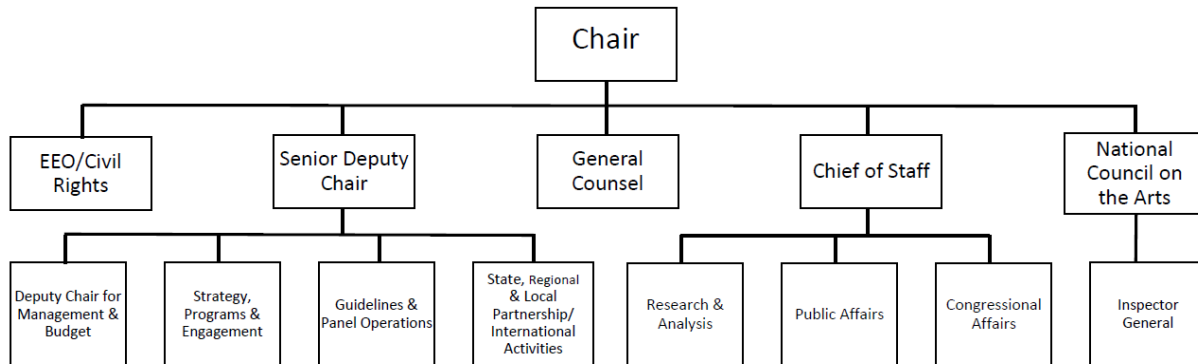 Chair
EEO/Civil
Rights
Senior Deputy
Chair
General
Counsel
Chief of Staff
National
Council on
the Arts
Deputy Chair for
Management &
Budget
Strategy,
Programs &
Engagement
Guidelines &
Panel Operations
State, Regional
& Local
Partnership/
International
Activities
Research &
Analysis
Public Affairs
Congressional
Affairs
Inspector
General